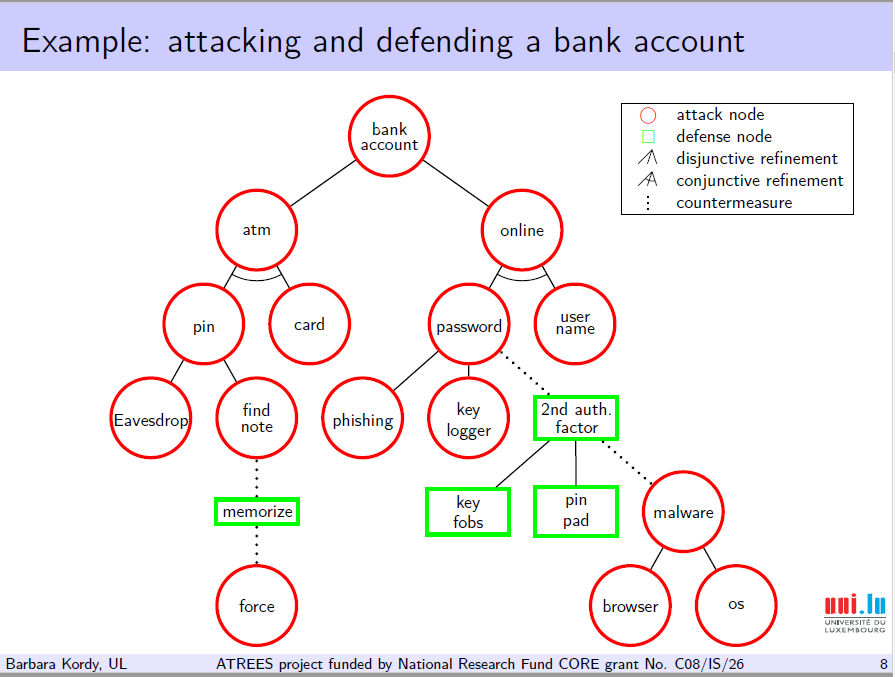 Example: attacking and defending a bank account
bank
account
attack node
defense node
disjunctive refinement
conjunctive refinement
countermeasure
atm
online
pin
card
password
user
name
Eavesdrop
find
note
phishing
key
logger
2nd auth.
factor
memorize
key
fobs
pin
pad
malware
force
browser
os
uni.lu
UNIVERSITÉ DU
LUXEMBOURG
Barbara Kordy, UL
ATREES project funded by National Research Fund CORE grant No. C08/IS/26
8